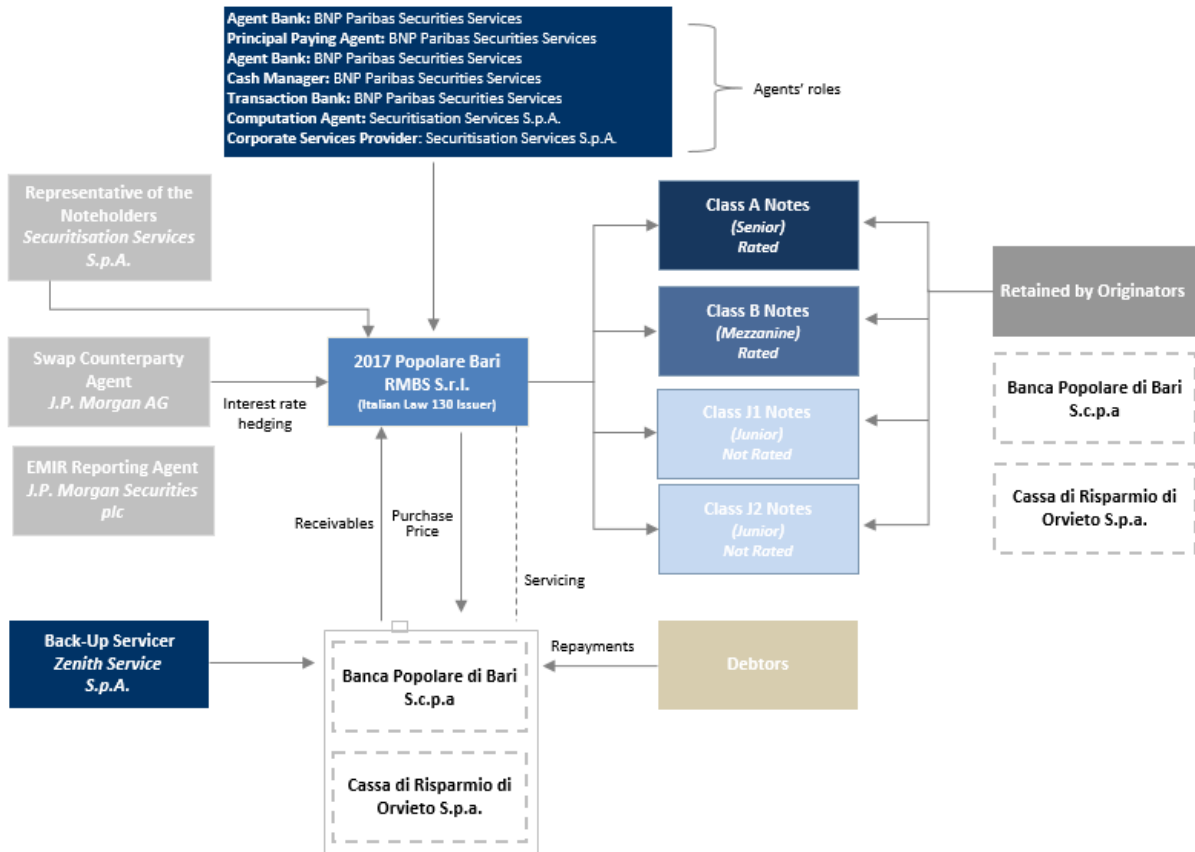 Agent Bank: BNP Paribas Securities Services
Principal Paying Agent: BNP Paribas Securities Services
Agent Bank: BNP Paribas Securities Services
Cash Manager: BNP Paribas Securities Services
Transaction Bank: BNP Paribas Securities Services
Computation Agent: Securitisation Services S.p.A.
Corporate Services Provider: Securitisation Services S.p.A.
Agents' roles
Representative of the
Noteholders
Securitisation Services
S.p.A.
Swap Counterparty
Agent
J.P. Morgan AG
Interest rate
hedging
EMIR Reporting Agent
J.P. Morgan Securities
plc
2017 Popolare Bari
RMBS S.r.l.
(Italian Law 130 Issuer)
Class A Notes
(Senior)
Rated
Class B Notes
(Mezzanine)
Rated
Class J1 Notes
(Junior)
Not Rated
Class J2 Notes
(Junior)
Not Rated
Retained by Originators
Banca Popolare di Bari
S.c.p.a
Cassa di Risparmio di
Orvieto S.p.a.
Receivables
Purchase
Price
Servicing
Back-Up Servicer
Zenith Service
S.p.A.
Banca Popolare di Bari
S.c.p.a
Cassa di Risparmio di
Orvieto S.p.a.
Repayments
Debtors